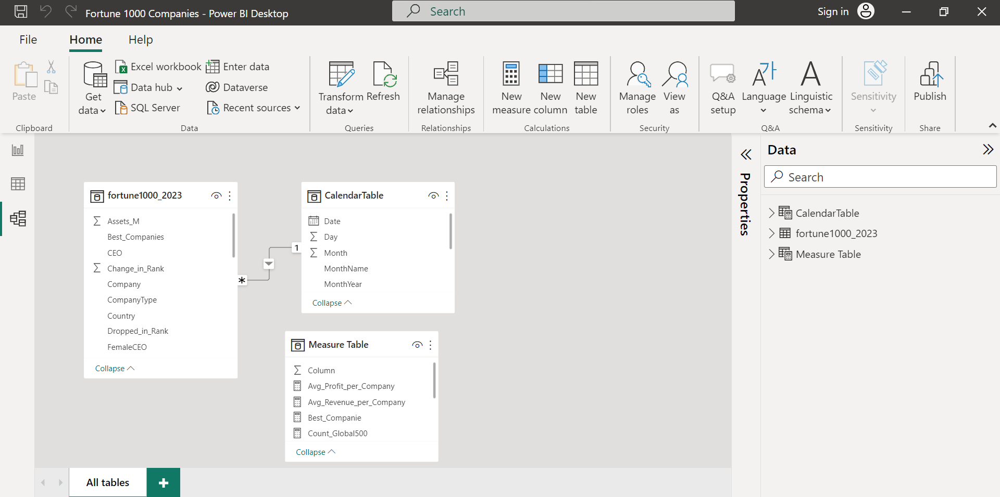 Fortune 1000 Companies - Power BI Desktop
Search
Sign in
File
Home
Help
Paste
Clipboard
Get data
Excel workbook
Data hub
SQL Server
Enter data
Dataverse
Recent sources
Data
Transform data
Refresh
Queries
Manage relationships
Relationships
New measure
New column
New table
Calculations
Manage roles
View as
Security
Q&A setup
Language
Linguistic schema
Q&A
Sensitivity
Sensitivity
Publish
Share
fortune1000_2023
Assets_M
Best_Companies
CEO
Change_in_Rank
Company
CompanyType
Country
Dropped_in_Rank
FemaleCEO
Collapse
*
1
CalendarTable
Date
Day
Month
MonthName
MonthYear
Collapse
Measure Table
Column
Avg_Profit_per_Company
Avg_Revenue_per_Company
Best_Companie
Count_Global500
Collapse
Properties
Data
Search
CalendarTable
fortune1000_2023
Measure Table
All tables